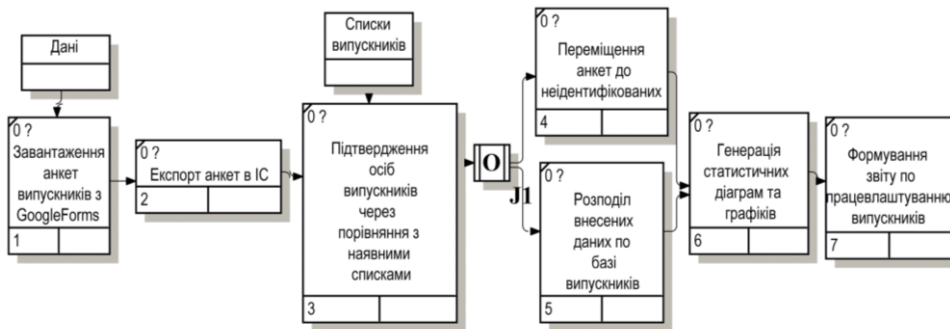 Дані
0 ?
Завантаження
анкет
випускників з
GoogleForms
1
0 ?
Експорт анкет в ІС
2
Списки
випускників
0 ?
Підтвердження
осіб
випускників
через
порівняння з
наявними
списками
3
O
J1
0 ?
Переміщення
анкет до
неідентифікованих
4
0 ?
Розподіл
внесених
даних по
базі
випускників
5
0 ?
Генерація
статистичних
діаграм та
графіків
6
0 ?
Формування
звіту по
працевлаштуванню
випускників
7